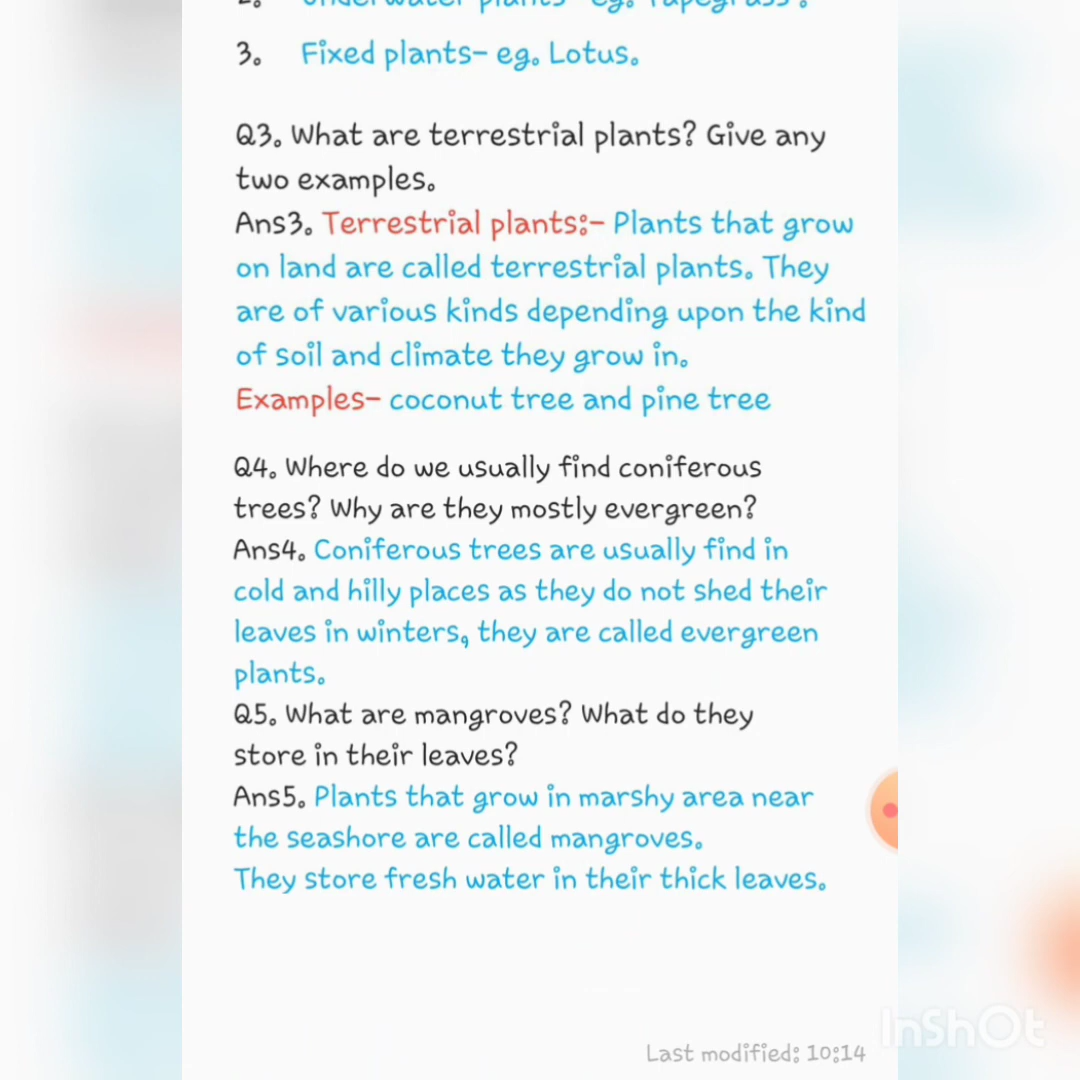 2. Underwater plants- eg. Tapegrass .
3. Fixed plants- eg. Lotus.
Q3. What are terrestrial plants? Give any
two examples.
Ans3. Terrestrial plants:- Plants that grow
on land are called terrestrial plants. They
are of various kinds depending upon the kind
of soil and climate they grow in.
Examples- coconut tree and pine tree
Q4. Where do we usually find coniferous
trees? Why are they mostly evergreen?
Ans4. Coniferous trees are usually find in
cold and hilly places as they do not shed their
leaves in winters, they are called evergreen
plants.
Q5. What are mangroves? What do they
store in their leaves?
Ans5. Plants that grow in marshy area near
the seashore are called mangroves.
They store fresh water in their thick leaves.
InShOt
Last modified: 10:14